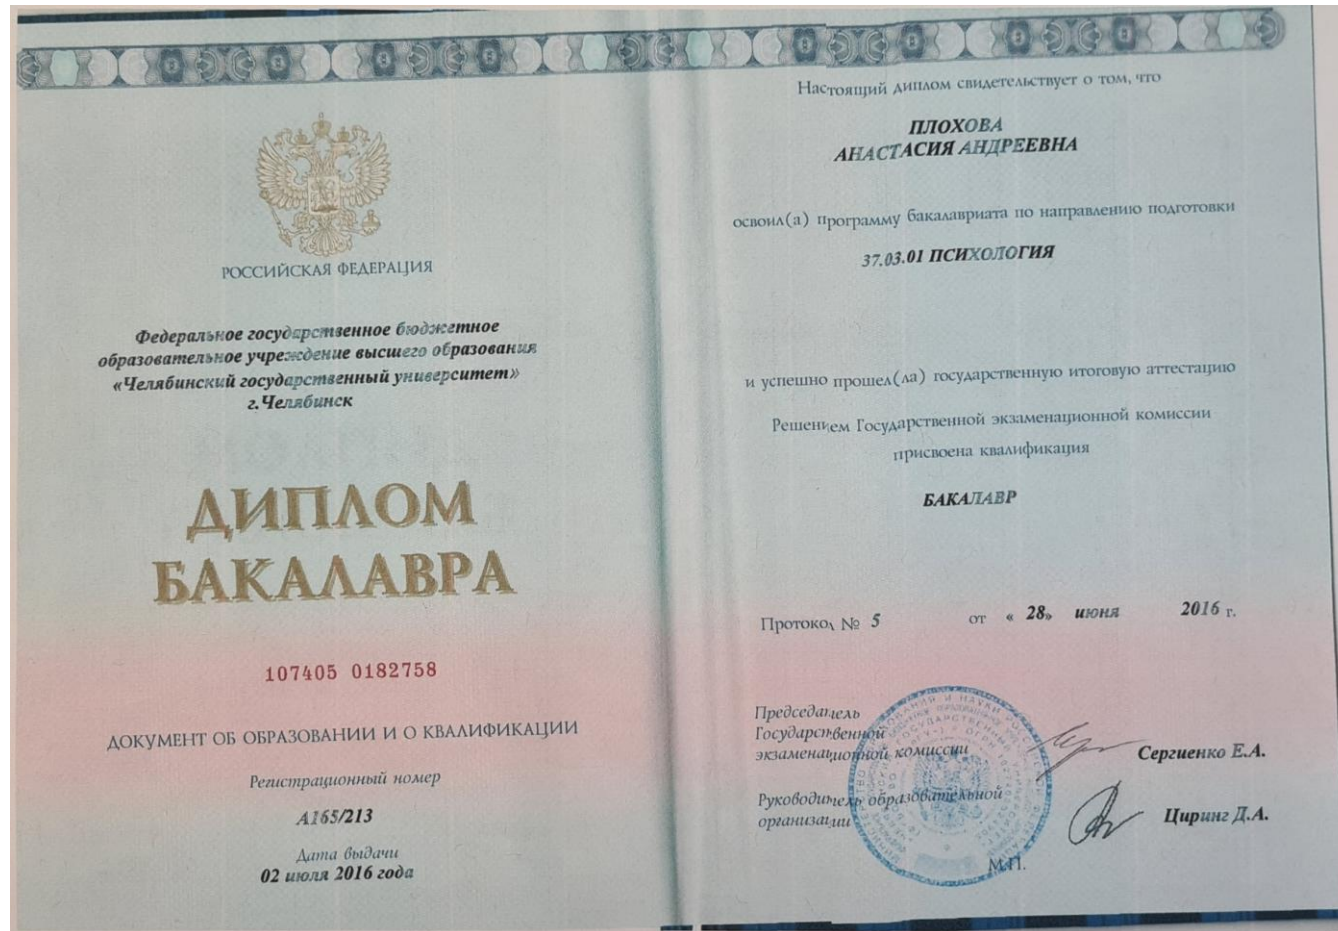 РОССИЙСКАЯ ФЕДЕРАЦИЯ
Федеральное государственное бюджетное
образовательное учреждение высшего образования
«Челябинский государственный университет»
г.Челябинск
ДИПЛОМ
БАКАЛАВРА
107405 0182758
ДОКУМЕНТ ОБ ОБРАЗОВАНИИ И О КВАЛИФИКАЦИИ
Регистрационный номер
А165/213
Дата выдачи
02 июля 2016 года
Настоящий диплом свидетельствует о том, что
ПЛОХОВА
АНАСТАСИЯ АНДРЕЕВНА
освоил(а) программу бакалавриата по направлению подготовки
37.03.01 ПСИХОЛОГИЯ
и успешно прошел(ла) государственную итоговую аттестацию
Решением Государственной экзаменационной комиссии
присвоена квалификация
БАКАЛАВР
Протокол № 5 от « 28» июня 2016 г.
Председатель
Государственной
экзаменационной комиссии Сергиенко Е.А.
Руководитель образовательной
организации Циринг Д.А.
М.П.